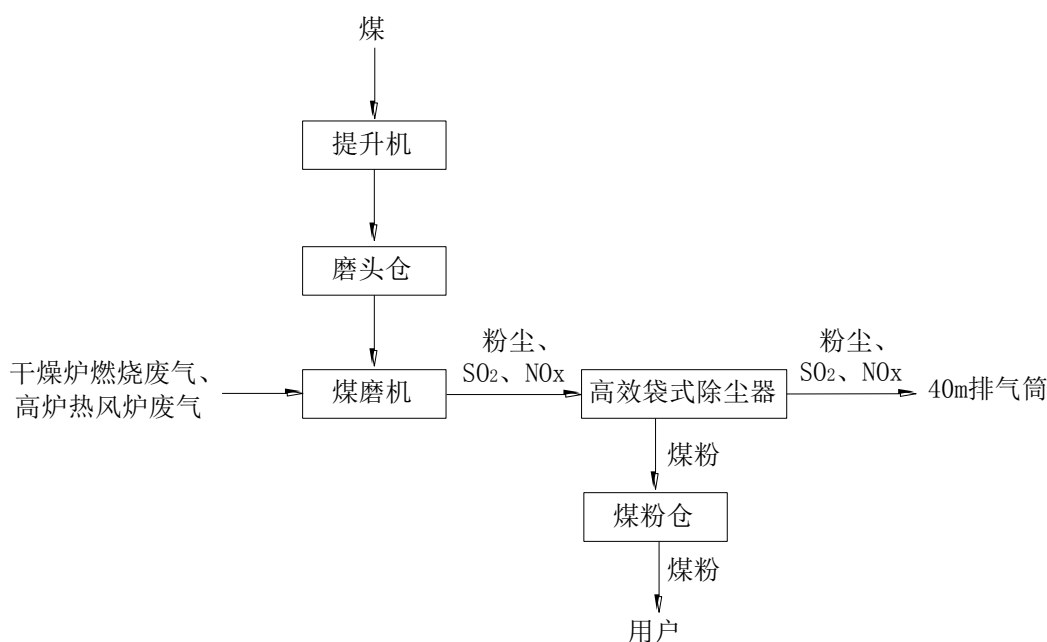 煤
提升机
磨头仓
干燥炉燃烧废气、
高炉热风炉废气
煤磨机
粉尘、
SO₂、NOx
高效袋式除尘器
粉尘、
SO₂、NOx
40m排气筒
煤粉
煤粉仓
煤粉
用户